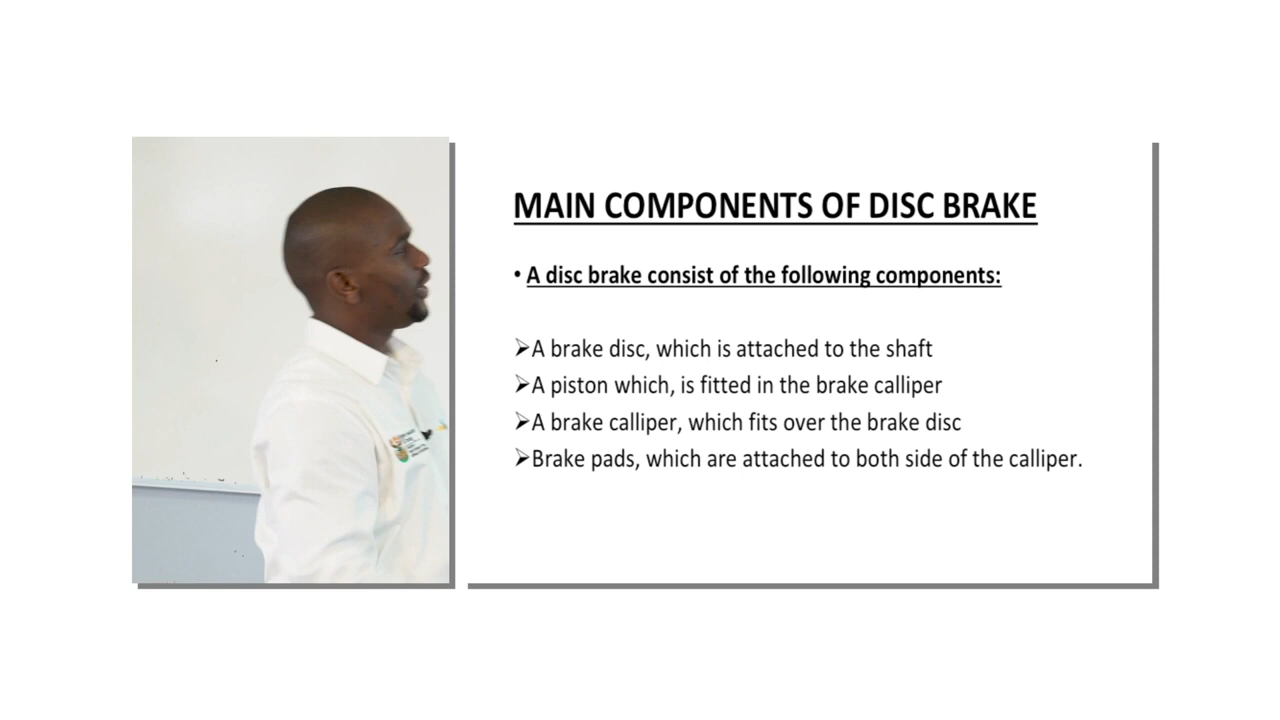 MAIN COMPONENTS OF DISC BRAKE
• A disc brake consist of the following components:
➢A brake disc, which is attached to the shaft
➢A piston which, is fitted in the brake calliper
➢A brake calliper, which fits over the brake disc
➢Brake pads, which are attached to both side of the calliper.